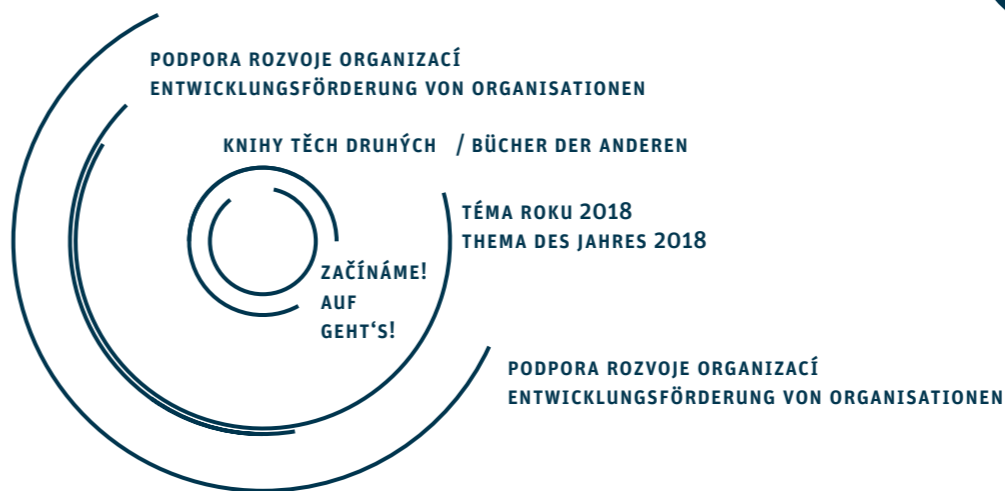 PODPORA ROZVOJE ORGANIZACÍ
ENTWICKLUNGSFÖRDERUNG VON ORGANISATIONEN
KNIHY TĚCH DRUHÝCH / BÜCHER DER ANDEREN
TÉMA ROKU 2018
THEMA DES JAHRES 2018
ZAČÍNÁME!
AUF
GEHT'S!
PODPORA ROZVOJE ORGANIZACÍ
ENTWICKLUNGSFÖRDERUNG VON ORGANISATIONEN